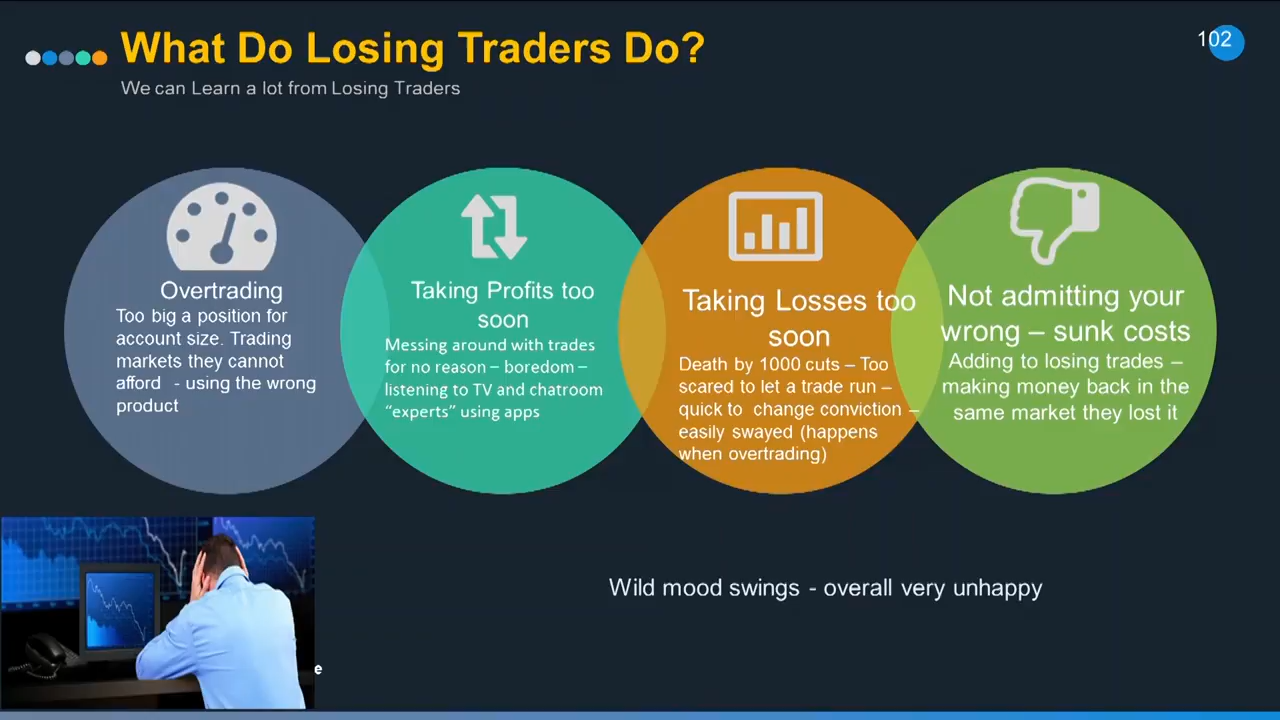 What Do Losing Traders Do?
102
We can Learn a lot from Losing Traders
Overtrading
Too big a position for
account size. Trading
markets they cannot
afford - using the wrong
product
Taking Profits too
soon
Messing around with trades
for no reason – boredom –
listening to TV and chatroom
“experts” using apps
Taking Losses too
soon
Death by 1000 cuts – Too
scared to let a trade run –
quick to change conviction –
easily swayed (happens
when overtrading)
Not admitting your
wrong – sunk costs
Adding to losing trades –
making money back in the
same market they lost it
Wild mood swings - overall very unhappy
e